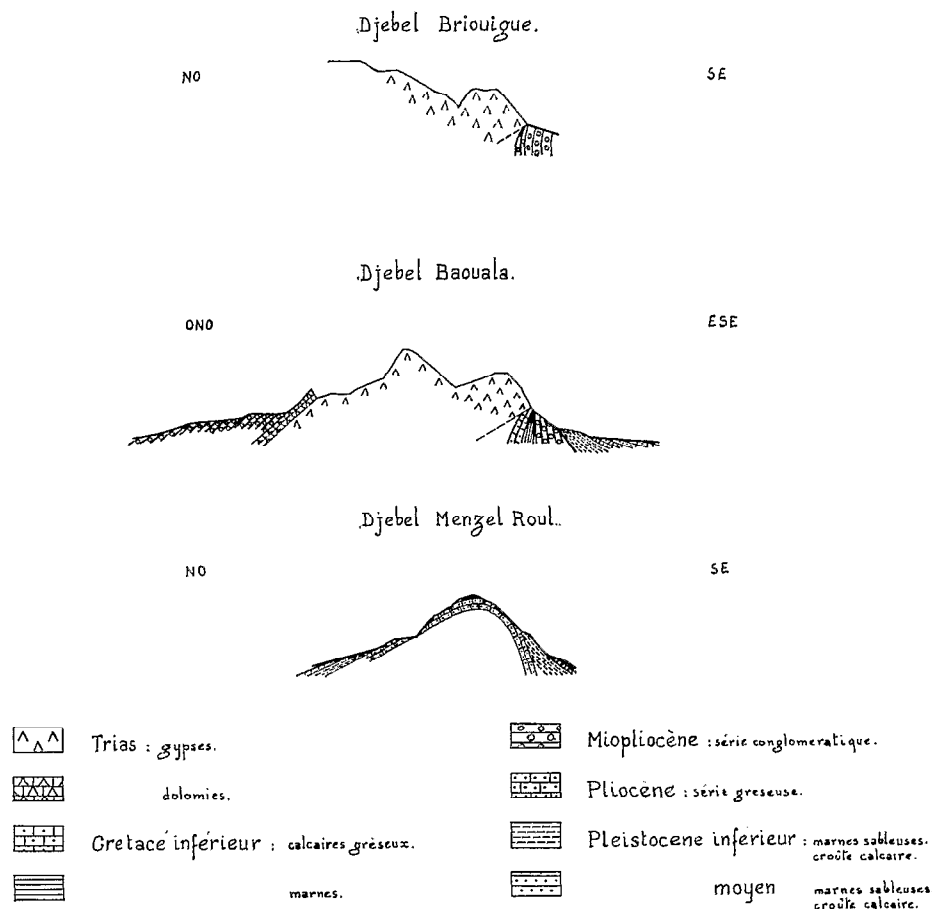 Djebel Briouigue.
NO SE
Djebel Baouala.
ONO ESE
Djebel Menzel Roul.
NO SE
Trias : gypses.
dolomies.
Cretacé inférieur : calcaires grèseux.
marnes.
Miopliocène : série conglomeratique.
Pliocène : série greseuse.
Pleistocene inférieur : marnes sableuses.
croûte calcaire.
moyen marnes sableuses
croûte calcaire.